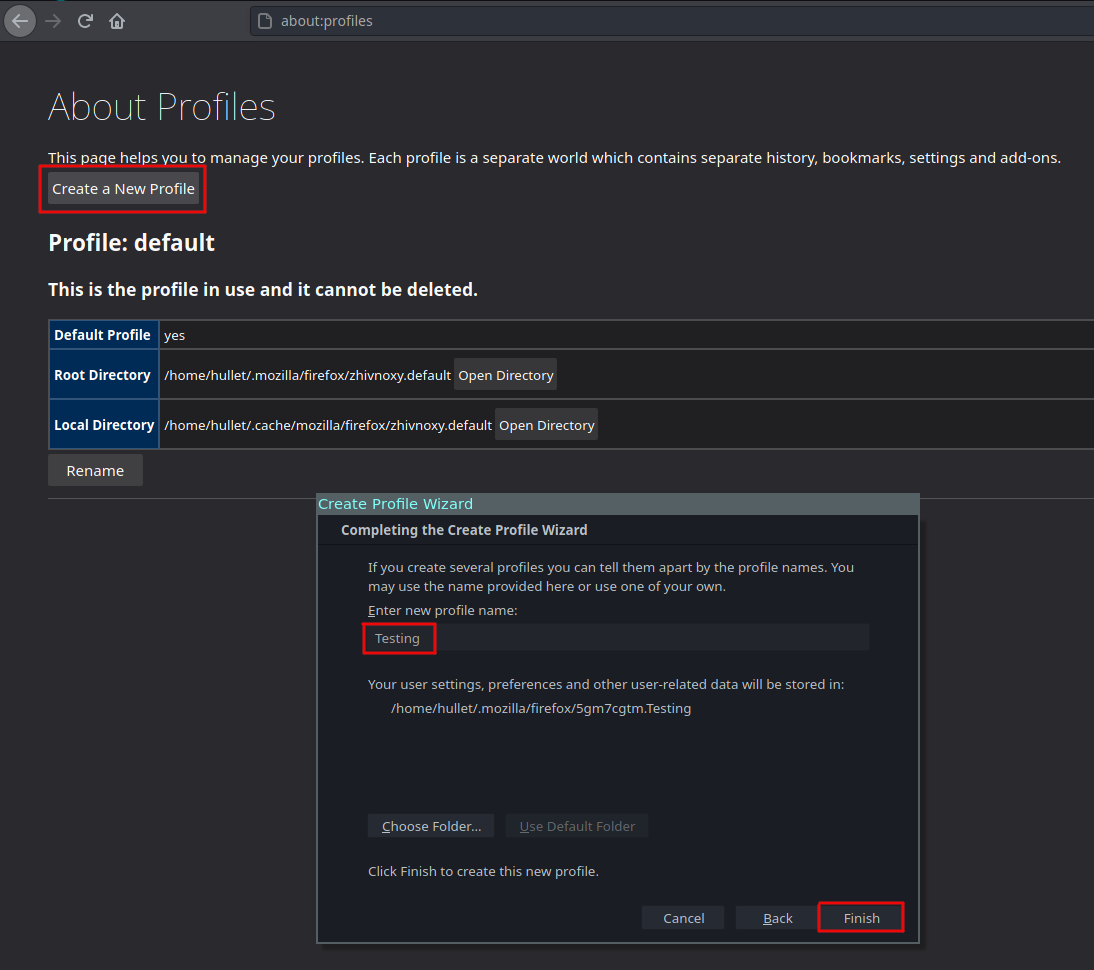 about:profiles
About Profiles
This page helps you to manage your profiles. Each profile is a separate world which contains separate history, bookmarks, settings and add-ons.
Create a New Profile
Profile: default
This is the profile in use and it cannot be deleted.
Default Profile yes
Root Directory /home/hullet/.mozilla/firefox/zhivnoxy.default Open Directory
Local Directory /home/hullet/.cache/mozilla/firefox/zhivnoxy.default Open Directory
Rename
Create Profile Wizard
Completing the Create Profile Wizard
If you create several profiles you can tell them apart by the profile names. You
may use the name provided here or use one of your own.
Enter new profile name:
Testing
Your user settings, preferences and other user-related data will be stored in:
/home/hullet/.mozilla/firefox/5gm7cgtm.Testing
Choose Folder... Use Default Folder
Click Finish to create this new profile.
Cancel Back Finish